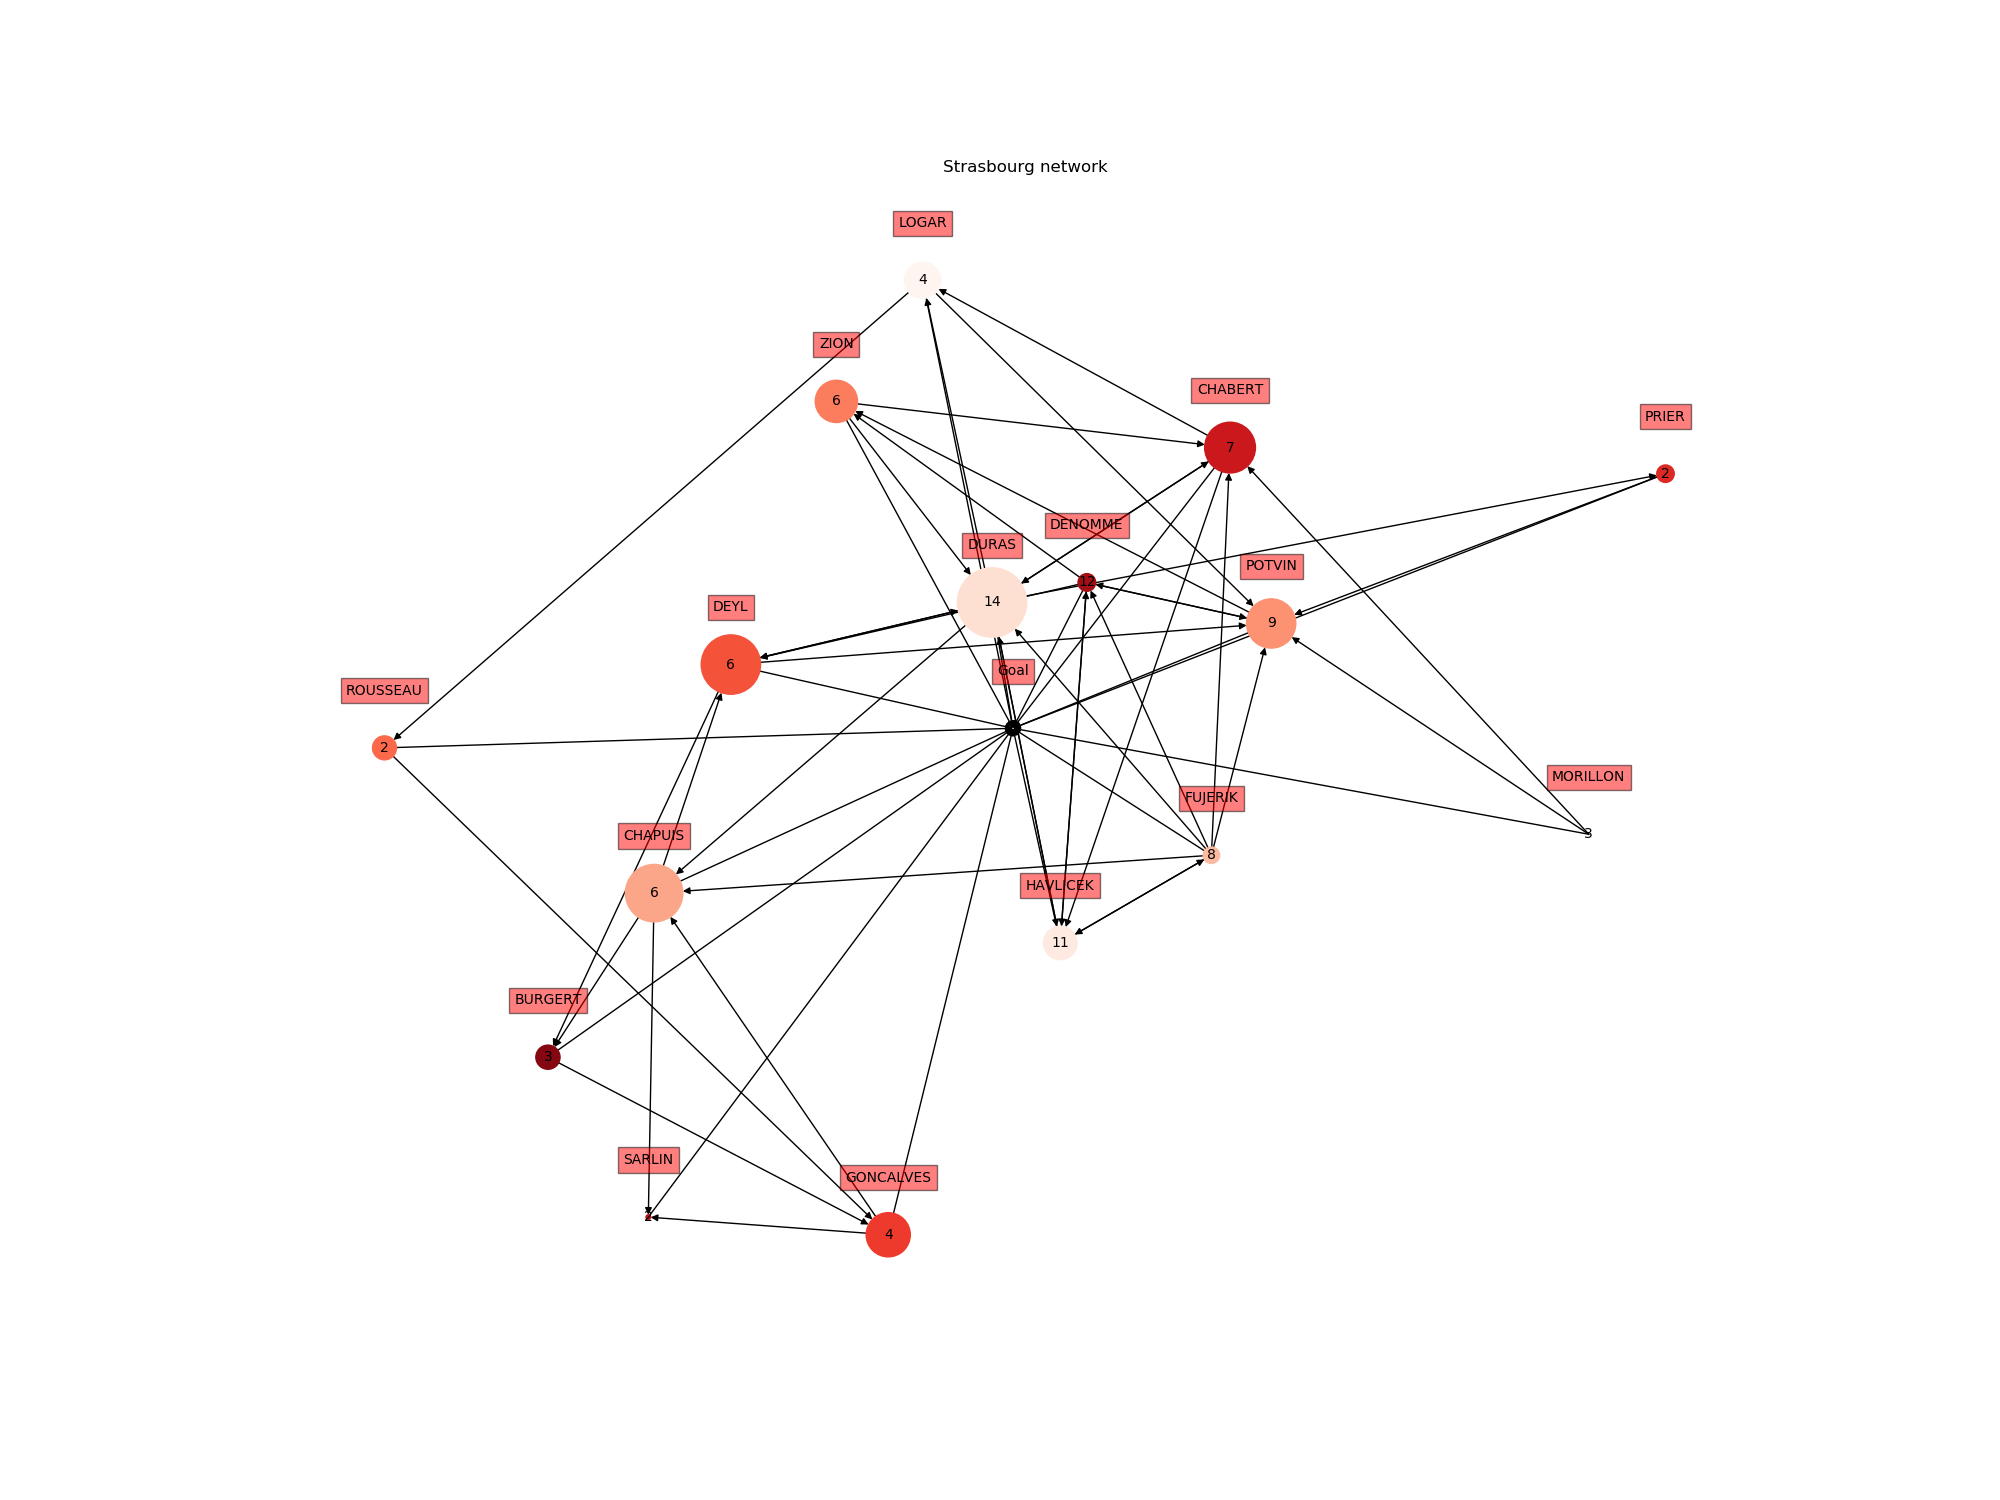 Strasbourg network
LOGAR
4
ZION
6
CHABERT
7
PRIER
2
DENOMME
12
DURAS
14
POTVIN
9
DEYL
6
Goal
ROUSSEAU
2
MORILLON
3
FUJERIK
8
CHAPUIS
6
HAVLICEK
11
BURGERT
3
SARLIN
2
GONCALVES
4